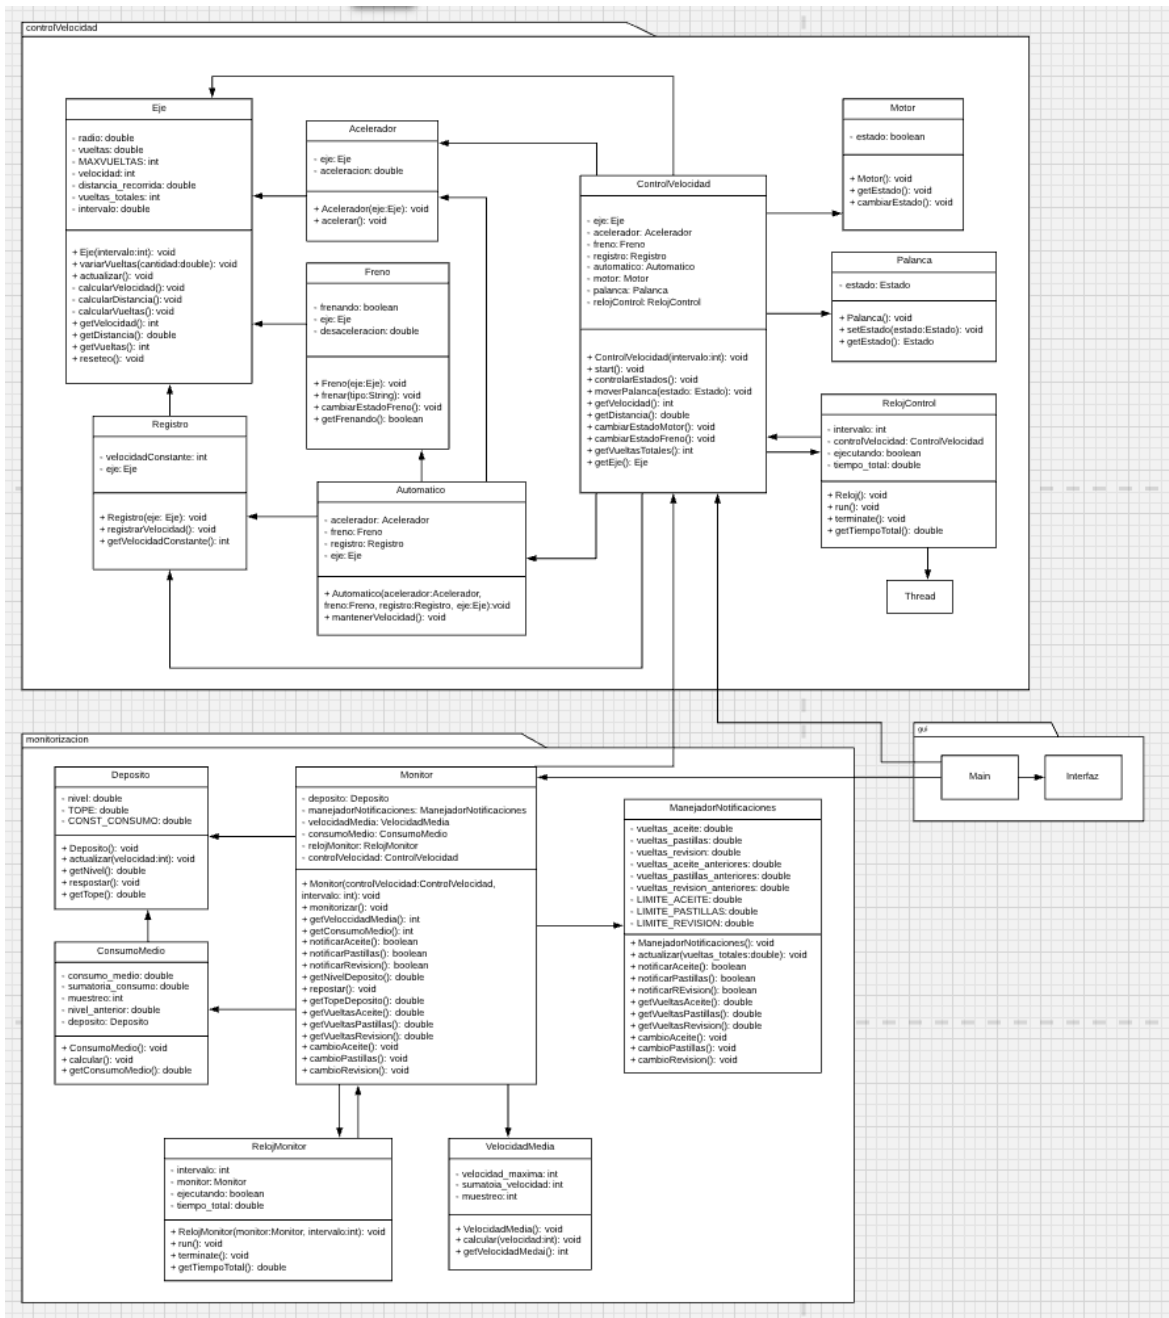 controlVelocidad
Eje
- radio: double
- vueltas: double
- MAXVUELTAS: int
- velocidad: int
- distancia_recorrida: double
- vueltas_totales: int
- intervalo: double
+ Eje(intervalo:int): void
+ variarVueltas(cantidad:double): void
+ actualizar(): void
- calcularVelocidad(): void
- calcularDistancia(): void
- calcularVueltas(): void
+ getVelocidad(): int
+ getDistancia(): double
+ getVueltas(): int
+ reseteo(): void
Acelerador
- eje: Eje
- aceleracion: double
+ Acelerador(eje:Eje): void
+ acelerar(): void
Freno
- frenando: boolean
- eje: Eje
- desaceleracion: double
+ Freno(eje:Eje): void
+ frenar(tipo:String): void
+ cambiarEstadoFreno(): void
+ getFrenando(): boolean
Registro
- velocidadConstante: int
- eje: Eje
+ Registro(eje: Eje): void
+ registrarVelocidad(): void
+ getVelocidadConstante(): int
Automatico
- acelerador: Acelerador
- freno: Freno
- registro: Registro
- eje: Eje
+ Automatico(acelerador:Acelerador,
freno:Freno, registro:Registro, eje:Eje):void
+ mantenerVelocidad(): void
ControlVelocidad
- eje: Eje
- acelerador: Acelerador
- freno: Freno
- registro: Registro
- automatico: Automatico
- motor: Motor
- palanca: Palanca
- relojControl: RelojControl
+ ControlVelocidad(intervalo:int): void
+ start(): void
+ controlarEstados(): void
+ moverPalanca(estado: Estado): void
+ getVelocidad(): int
+ getDistancia(): double
+ cambiarEstadoMotor(): void
+ cambiarEstadoFreno(): void
+ getVueltasTotales(): int
+ getEje(): Eje
Motor
- estado: boolean
+ Motor(): void
+ getEstado(): void
+ cambiarEstado(): void
Palanca
- estado: Estado
+ Palanca(): void
+ setEstado(estado:Estado): void
+ getEstado(): Estado
RelojControl
- intervalo: int
- controlVelocidad: ControlVelocidad
- ejecutando: boolean
- tiempo_total: double
+ Reloj(): void
+ run(): void
+ terminate(): void
+ getTiempoTotal(): double
Thread
monitorizacion
Deposito
- nivel: double
- TOPE: double
- CONST_CONSUMO: double
+ Deposito(): void
+ actualizar(velocidad:int): void
+ getNivel(): double
+ respostar(): void
+ getTope(): double
ConsumoMedio
- consumo_medio: double
- sumatoria_consumo: double
- muestreo: int
- nivel_anterior: double
- deposito: Deposito
+ ConsumoMedio(): void
+ calcular(): void
+ getConsumoMedio(): double
Monitor
- deposito: Deposito
- manejadorNotificaciones: ManejadorNotificaciones
- velocidadMedia: VelocidadMedia
- consumoMedio: ConsumoMedio
- relojMonitor: RelojMonitor
- controlVelocidad: ControlVelocidad
+ Monitor(controlVelocidad:ControlVelocidad,
intervalo: int): void
+ monitorizar(): void
+ getVeloccidadMedia(): int
+ getConsumoMedio(): int
+ notificarAceite(): boolean
+ notificarPastillas(): boolean
+ notificarRevision(): boolean
+ getNivelDeposito(): double
+ repostar(): void
+ getTopeDeposito(): double
+ getVueltasAceite(): double
+ getVueltasPastillas(): double
+ getVueltasRevision(): double
+ cambioAceite(): void
+ cambioPastillas(): void
+ cambioRevision(): void
ManejadorNotificaciones
- vueltas_aceite: double
- vueltas_pastillas: double
- vueltas_revision: double
- vueltas_aceite_anteriores: double
- vueltas_pastillas_anteriores: double
- vueltas_revision_anteriores: double
- LIMITE_ACEITE: double
- LIMITE_PASTILLAS: double
- LIMITE_REVISION: double
+ ManejadorNotificaciones(): void
+ actualizar(vueltas_totales:double): void
+ notificarAceite(): boolean
+ notificarPastillas(): boolean
+ notificarREvision(): boolean
+ getVueltasAceite(): double
+ getVueltasPastillas(): double
+ getVueltasRevision(): double
+ cambioAceite(): void
+ cambioPastillas(): void
+ cambioRevision(): void
RelojMonitor
- intervalo: int
- monitor: Monitor
- ejecutando: boolean
- tiempo_total: double
+ RelojMonitor(monitor:Monitor, intervalo:int): void
+ run(): void
+ terminate(): void
+ getTiempoTotal(): double
VelocidadMedia
- velocidad_maxima: int
- sumatoia_velocidad: int
- muestreo: int
+ VelocidadMedia(): void
+ calcular(velocidad:int): void
+ getVelocidadMedai(): int
gui
Main
Interfaz